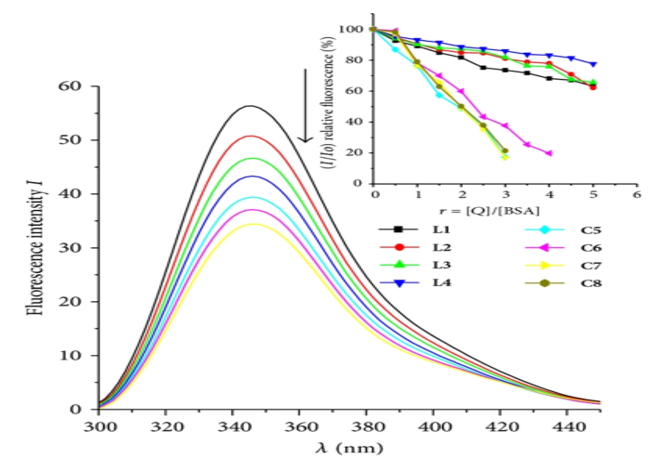 100
80
60
40
20
0
(I/Io) relative fluorescence (%)
0 1 2 3 4 5 6
r = [Q]/[BSA]
L1 C5
L2 C6
L3 C7
L4 C8
60
50
40
30
20
10
0
Fluorescence intensity I
300 320 340 360 380 400 420 440
λ (nm)